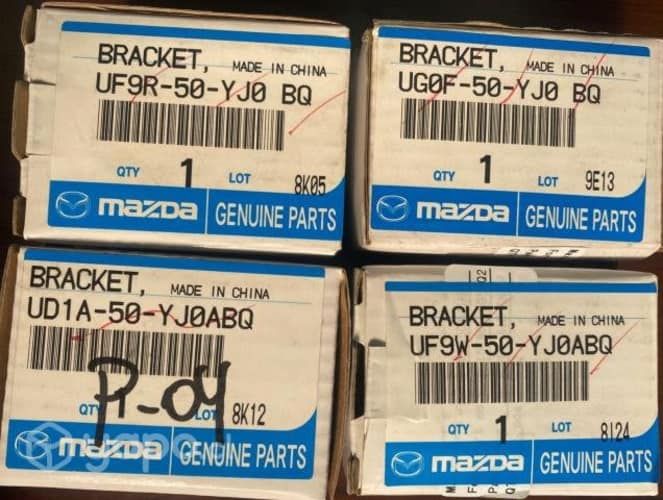 BRACKET, MADE IN CHINA
UF9R-50-YJ0 BQ
QTY 1 LOT 8K05
mazda GENUINE PARTS
BRACKET, MADE IN CHINA
UG0F-50-YJ0 BQ
QTY 1 LOT 9E13
mazda GENUINE PARTS
BRACKET, MADE IN CHINA
UD1A-50-YJ0ABQ
P-04
QTY LOT 8K12
mazda GENUINE PARTS
BRACKET, MADE IN CHINA
UF9W-50-YJ0ABQ
QTY 1 LOT 8I24
mazda GENUINE PARTS